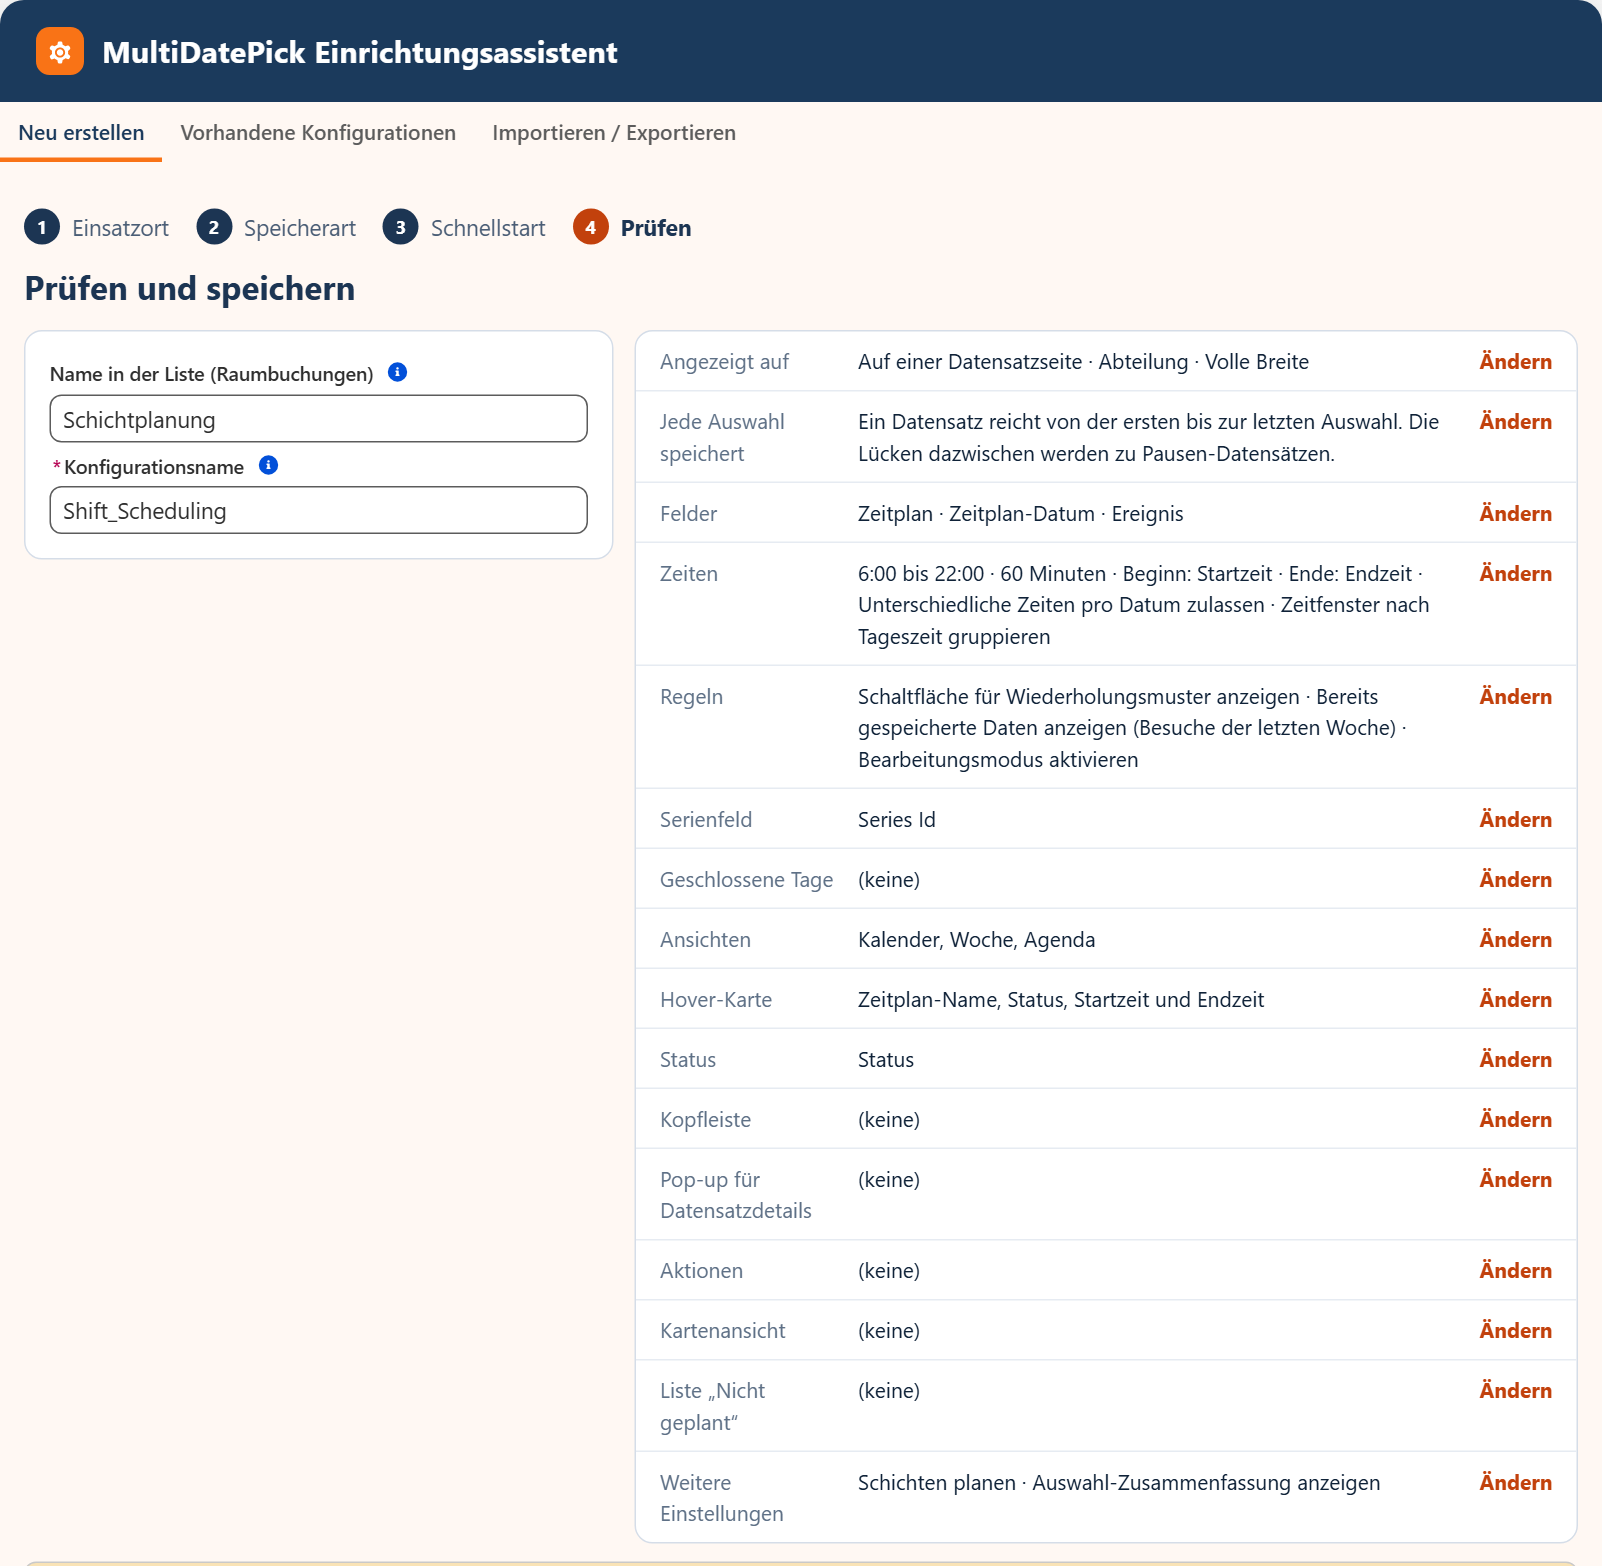 MultiDatePick Einrichtungsassistent
Neu erstellen
Vorhandene Konfigurationen
Importieren / Exportieren
1 Einsatzort
2 Speicherart
3 Schnellstart
4 Prüfen
Prüfen und speichern
Name in der Liste (Raumbuchungen)
Schichtplanung
*Konfigurationsname
Shift_Scheduling
Angezeigt auf
Auf einer Datensatzseite · Abteilung · Volle Breite
Ändern
Jede Auswahl
speichert
Ein Datensatz reicht von der ersten bis zur letzten Auswahl. Die
Lücken dazwischen werden zu Pausen-Datensätzen.
Ändern
Felder
Zeitplan · Zeitplan-Datum · Ereignis
Ändern
Zeiten
6:00 bis 22:00 · 60 Minuten · Beginn: Startzeit · Ende: Endzeit ·
Unterschiedliche Zeiten pro Datum zulassen · Zeitfenster nach
Tageszeit gruppieren
Ändern
Regeln
Schaltfläche für Wiederholungsmuster anzeigen · Bereits
gespeicherte Daten anzeigen (Besuche der letzten Woche) ·
Bearbeitungsmodus aktivieren
Ändern
Serienfeld
Series Id
Ändern
Geschlossene Tage
(keine)
Ändern
Ansichten
Kalender, Woche, Agenda
Ändern
Hover-Karte
Zeitplan-Name, Status, Startzeit und Endzeit
Ändern
Status
Status
Ändern
Kopfleiste
(keine)
Ändern
Pop-up für
Datensatzdetails
(keine)
Ändern
Aktionen
(keine)
Ändern
Kartenansicht
(keine)
Ändern
Liste „Nicht
geplant“
(keine)
Ändern
Weitere
Einstellungen
Schichten planen · Auswahl-Zusammenfassung anzeigen
Ändern